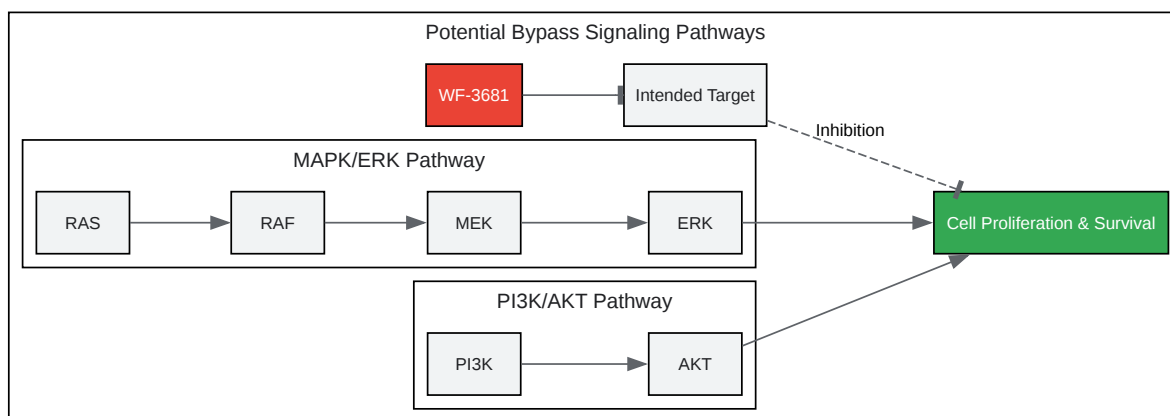 Potential Bypass Signaling Pathways
WF-3681
Intended Target
Inhibition
MAPK/ERK Pathway
RAS
RAF
MEK
ERK
Cell Proliferation & Survival
PI3K/AKT Pathway
PI3K
AKT